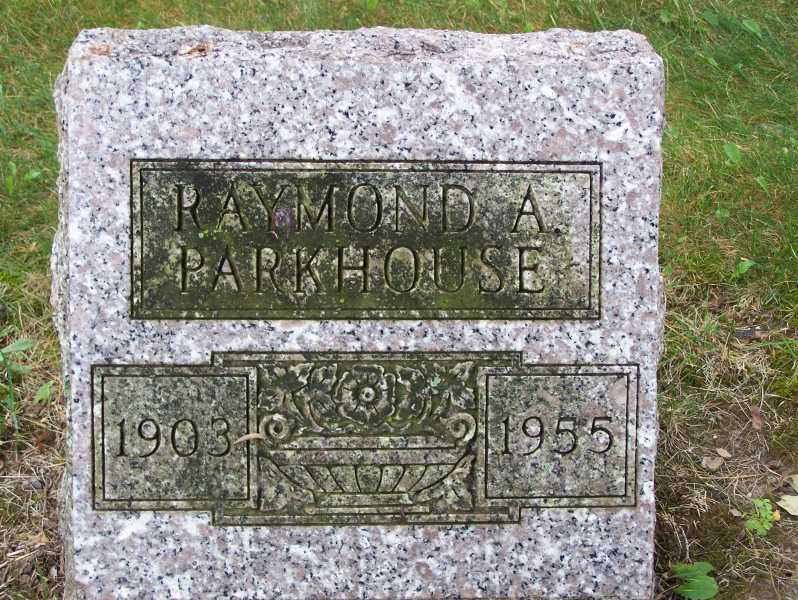 RAYMOND A.
PARKHOUSE
1903 1955